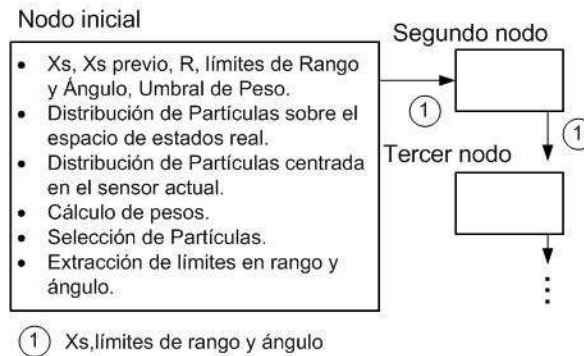 Nodo inicial
• Xs, Xs previo, R, límites de Rango
y Ángulo, Umbral de Peso.
• Distribución de Partículas sobre el
espacio de estados real.
• Distribución de Partículas centrada
en el sensor actual.
• Cálculo de pesos.
• Selección de Partículas.
• Extracción de límites en rango y
ángulo.
Segundo nodo
1
1
Tercer nodo
1 Xs,límites de rango y ángulo